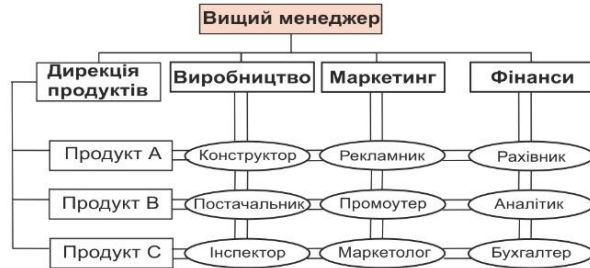 Вищий менеджер
Дирекція
продуктів
Виробництво
Маркетинг
Фінанси
Продукт А
Конструктор
Рекламник
Рахівник
Продукт В
Постачальник
Промоутер
Аналітик
Продукт С
Інспектор
Маркетолог
Бухгалтер